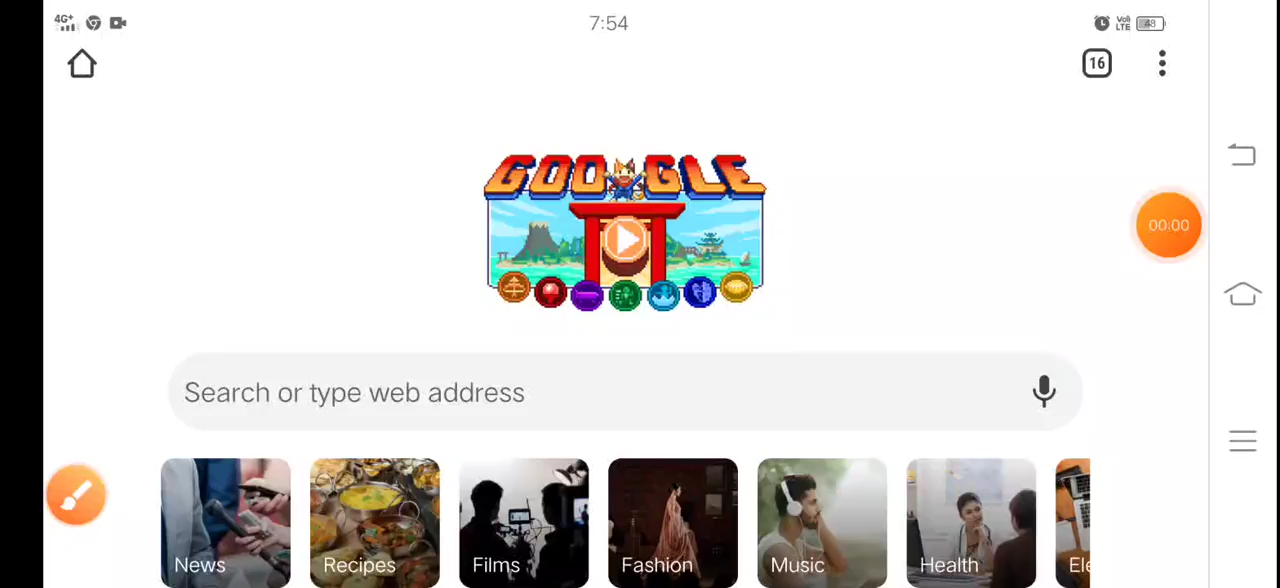 4G+ 7:54 Vo)) LTE 48
16
GOOGLE
00:00
Search or type web address
News Recipes Films Fashion Music Health Ele